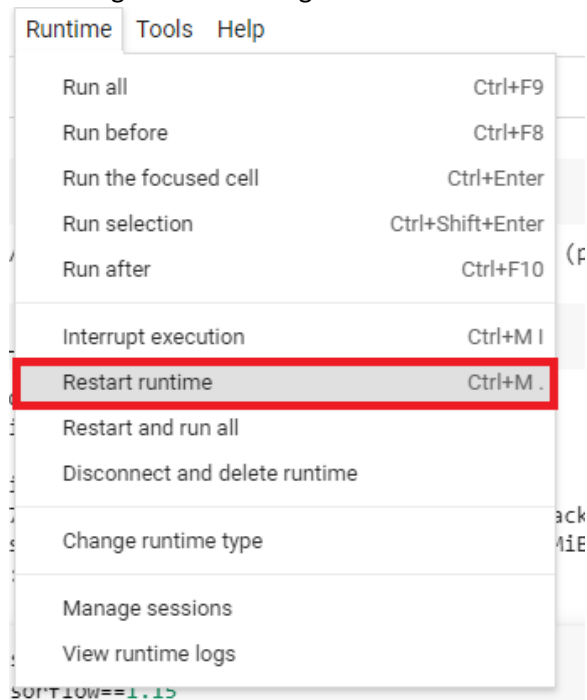 Runtime Tools Help
Run all Ctrl+F9
Run before Ctrl+F8
Run the focused cell Ctrl+Enter
Run selection Ctrl+Shift+Enter
Run after Ctrl+F10
Interrupt execution Ctrl+M I
Restart runtime Ctrl+M .
Restart and run all
Disconnect and delete runtime
Change runtime type
Manage sessions
View runtime logs
sorflow==1.15